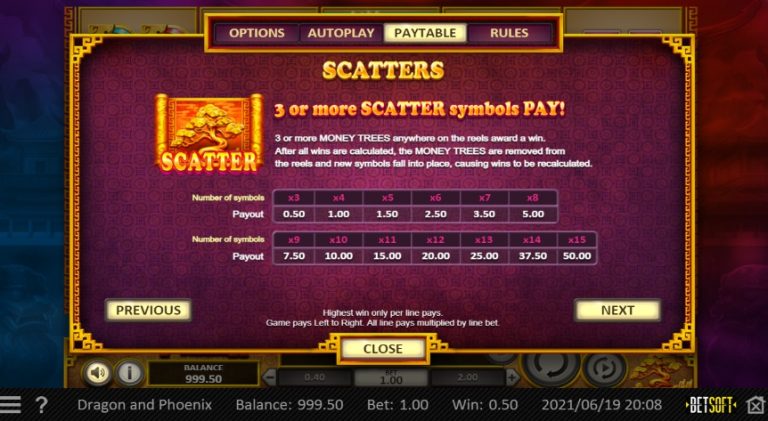 OPTIONS AUTOPLAY PAYTABLE RULES
SCATTERS
3 or more SCATTER symbols PAY!
SCATTER
3 or more MONEY TREES anywhere on the reels award a win.
After all wins are calculated, the MONEY TREES are removed from
the reels and new symbols fall into place, causing wins to be recalculated.
Number of symbols x3 x4 x5 x6 x7 x8
Payout 0.50 1.00 1.50 2.50 3.50 5.00
Number of symbols x9 x10 x11 x12 x13 x14 x15
Payout 7.50 10.00 15.00 20.00 25.00 37.50 50.00
PREVIOUS
NEXT
Highest win only per line pays.
Game pays Left to Right. All line pays multiplied by line bet.
CLOSE
BALANCE
999.50
0.40
BET
1.00
2.00
Dragon and Phoenix Balance: 999.50 Bet: 1.00 Win: 0.50 2021/06/19 20:08 BETSOFT